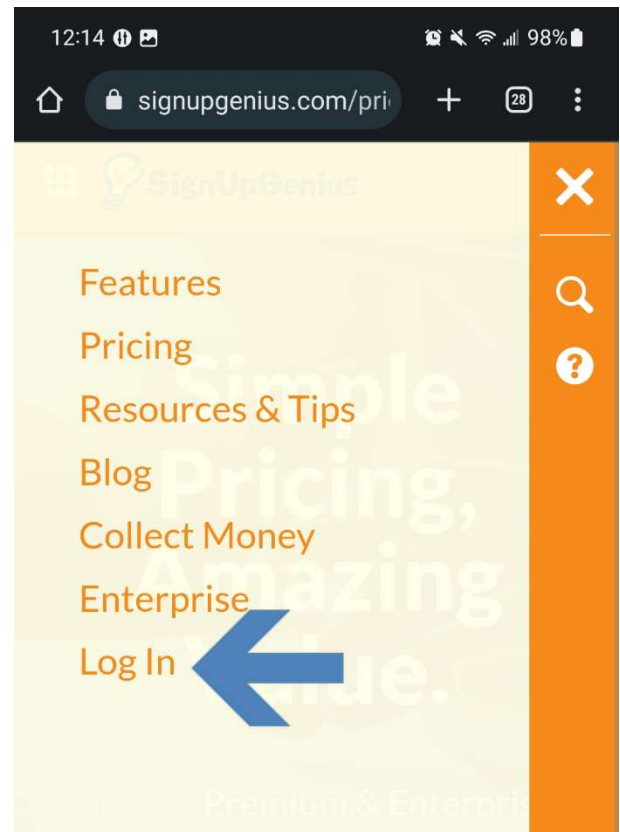 12:14
98%
signupgenius.com/pri
28
SignUpGenius
Features
Pricing
Resources & Tips
Blog
Collect Money
Enterprise
Log In
Simple
Pricing,
Amazing
Value.
Premium & Enterpris